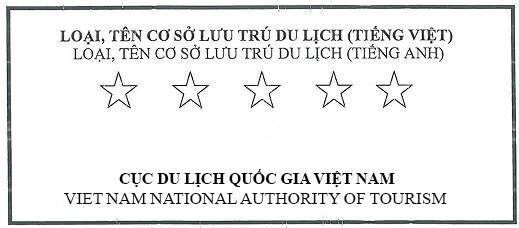 LOẠI, TÊN CƠ SỞ LƯU TRÚ DU LỊCH (TIẾNG VIỆT)
LOẠI, TÊN CƠ SỞ LƯU TRÚ DU LỊCH (TIẾNG ANH)
CỤC DU LỊCH QUỐC GIA VIỆT NAM
VIET NAM NATIONAL AUTHORITY OF TOURISM